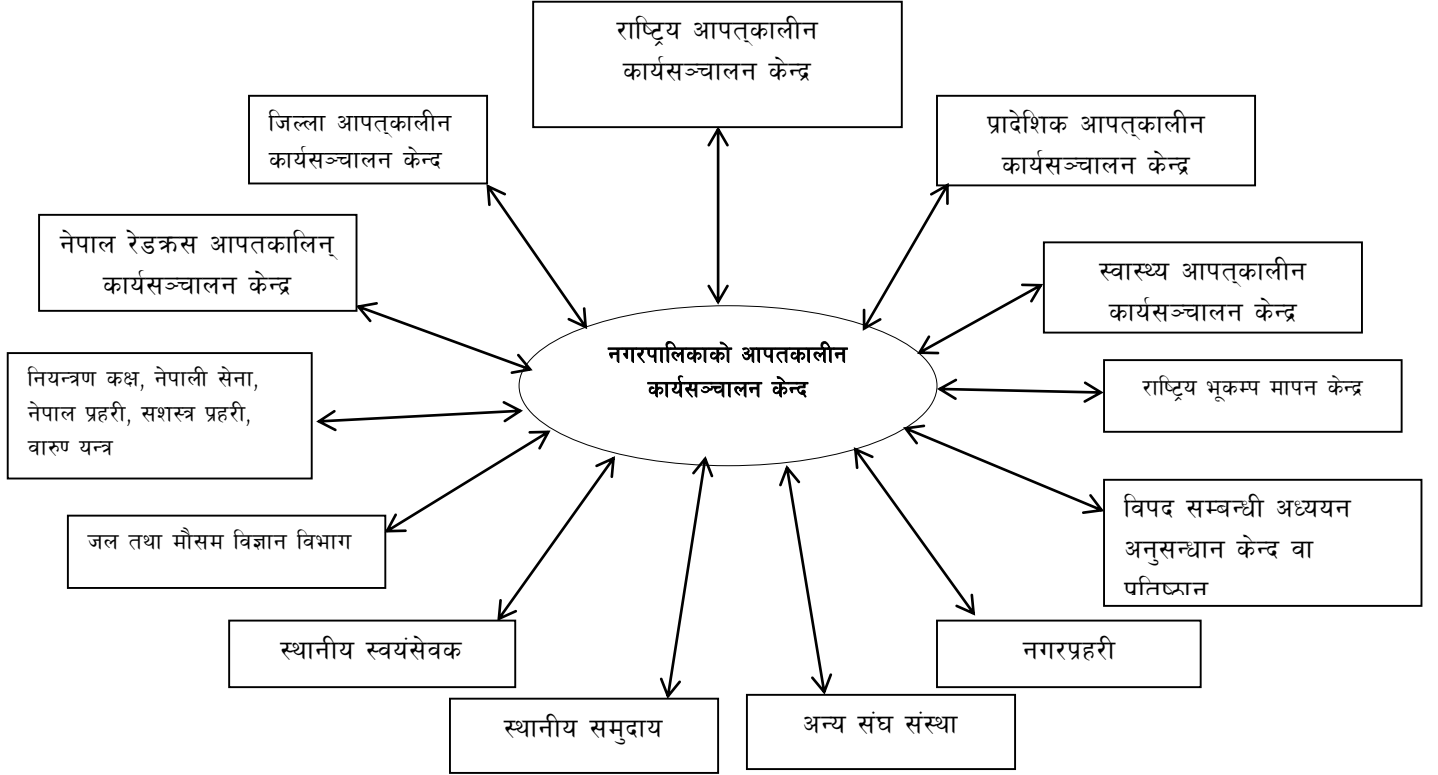 राष्ट्रिय आपत्कालीन
कार्यसञ्चालन केन्द्र
जिल्ला आपत्कालीन
कार्यसञ्चालन केन्द
प्रादेशिक आपत्कालीन
कार्यसञ्चालन केन्द्र
नेपाल रेडक्रस आपतकालिन्
कार्यसञ्चालन केन्द्र
स्वास्थ्य आपत्कालीन
कार्यसञ्चालन केन्द्र
नगरपालिकाको आपतकालीन
कार्यसञ्चालन केन्द
नियन्त्रण कक्ष, नेपाली सेना,
नेपाल प्रहरी, सशस्त्र प्रहरी,
वारुण यन्त्र
राष्ट्रिय भूकम्प मापन केन्द्र
विपद सम्बन्धी अध्ययन
अनुसन्धान केन्द वा
प्रतिष्ठान
जल तथा मौसम विज्ञान विभाग
स्थानीय स्वयंसेवक
नगरप्रहरी
स्थानीय समुदाय
अन्य संघ संस्था